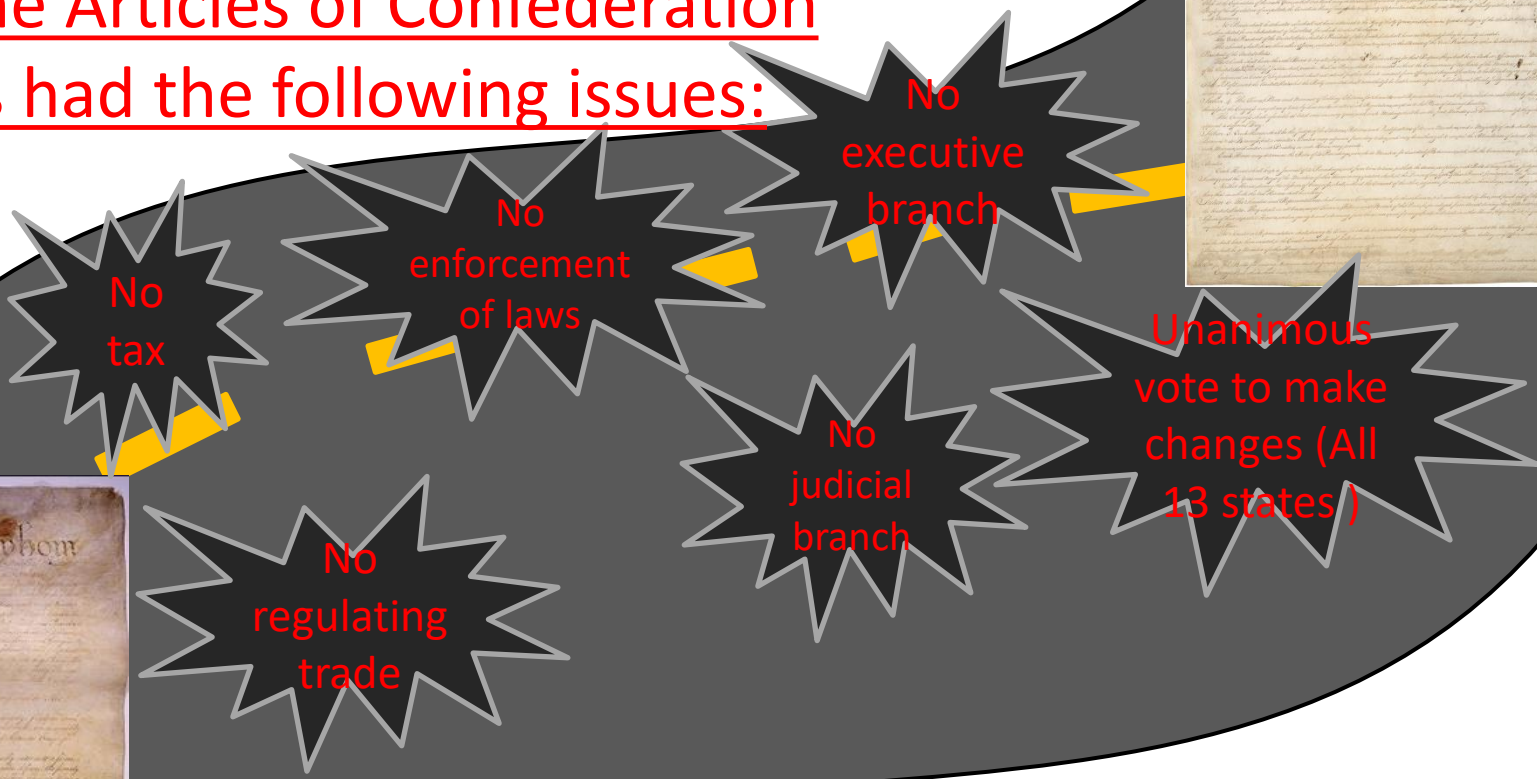 he Articles of Confederation
s had the following issues:
No
executive
branch
No
enforcement
of laws
No
tax
Unanimous
vote to make
changes (All
13 states )
No
judicial
branch
No
regulating
trade
whom